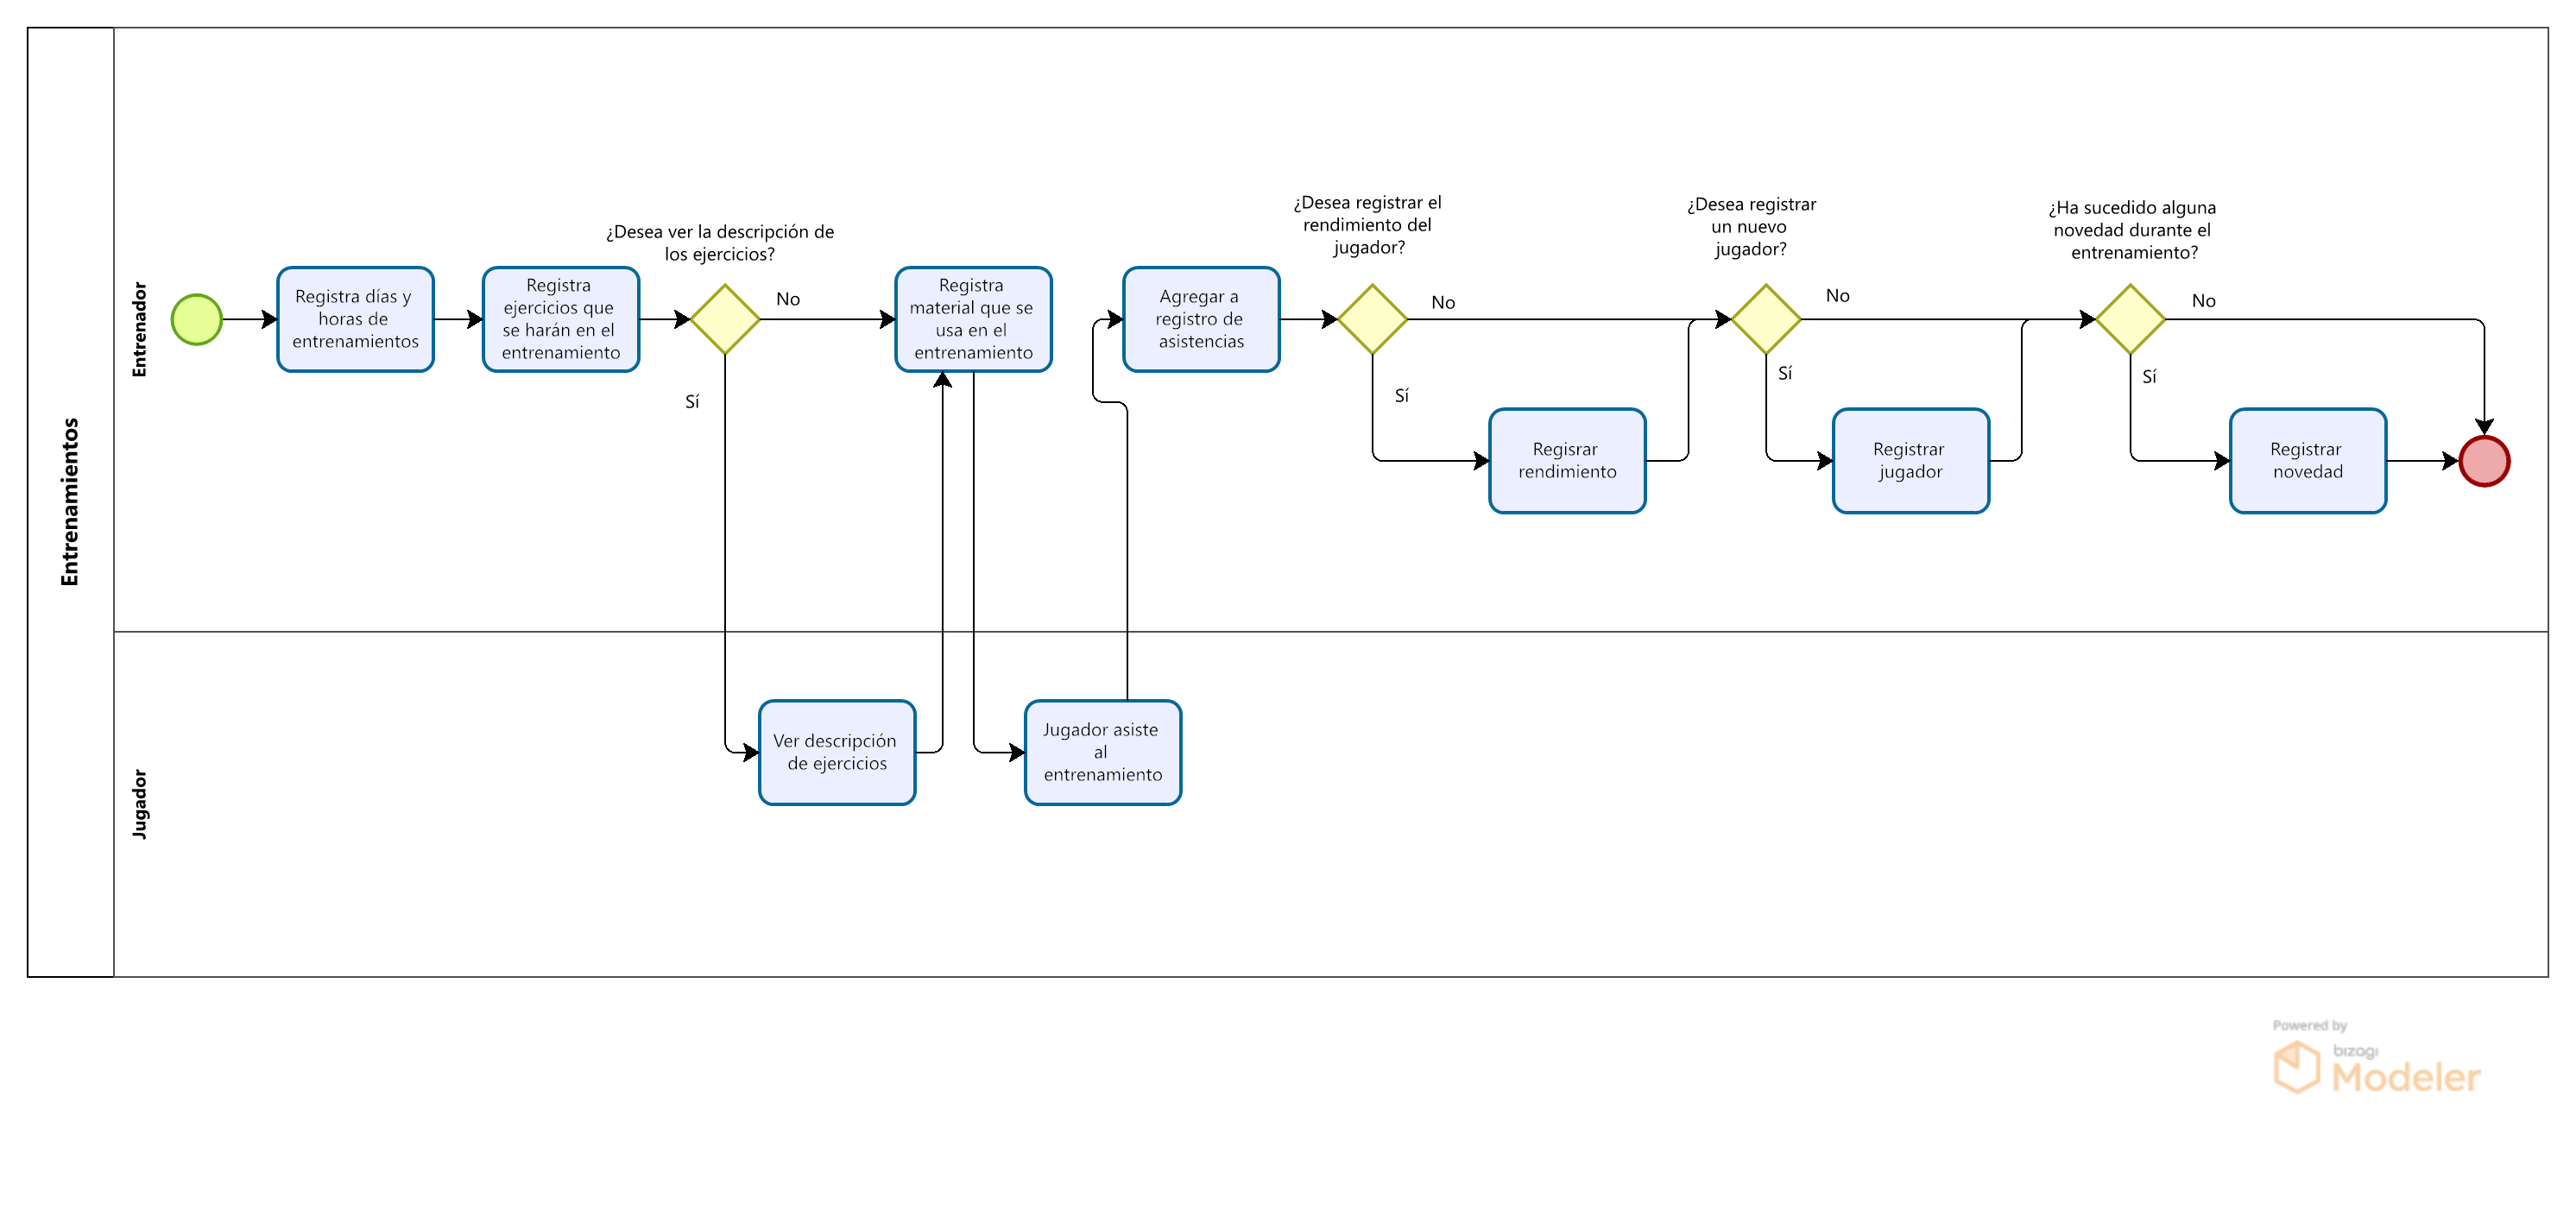 Entrenamientos
Entrenador
¿Desea ver la descripción de
los ejercicios?
¿Desea registrar el
rendimiento del
jugador?
¿Desea registrar
un nuevo
jugador?
¿Ha sucedido alguna
novedad durante el
entrenamiento?
Registra días y
horas de
entrenamientos
Registra
ejercicios que
se harán en el
entrenamiento
No
Sí
Registra
material que se
usa en el
entrenamiento
Agregar a
registro de
asistencias
No
Sí
Regisrar
rendimiento
No
Sí
Registrar
jugador
No
Sí
Registrar
novedad
Jugador
Ver descripción
de ejercicios
Jugador asiste
al
entrenamiento
Powered by
bizagi
Modeler